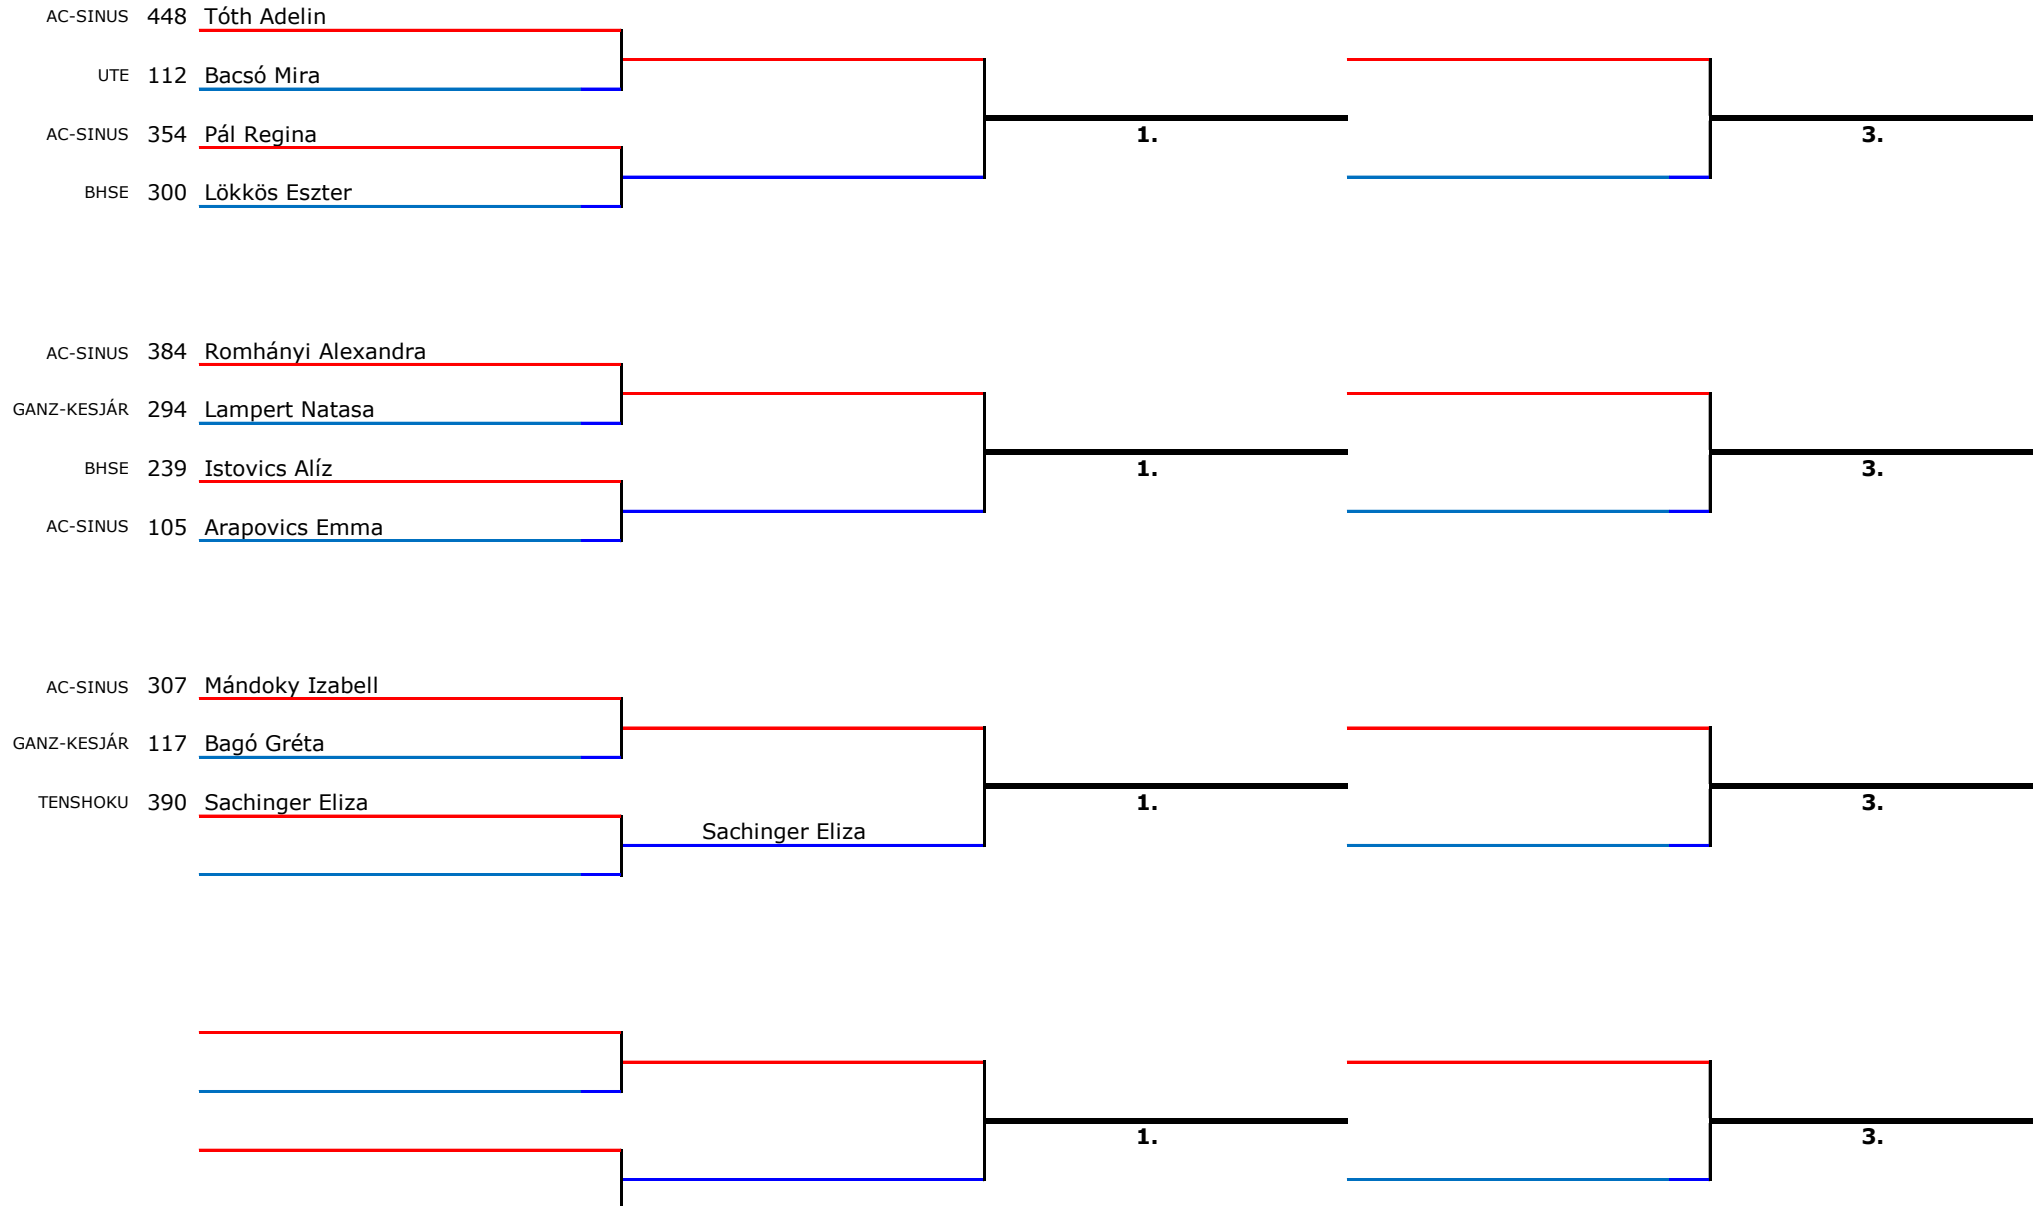 AC-SINUS 448 Tóth Adelin
UTE 112 Bacsó Mira
AC-SINUS 354 Pál Regina 1. 3.
BHSE 300 Lökkös Eszter
AC-SINUS 384 Romhányi Alexandra
GANZ-KESJÁR 294 Lampert Natasa
BHSE 239 Istovics Alíz 1. 3.
AC-SINUS 105 Arapovics Emma
AC-SINUS 307 Mándoky Izabell
GANZ-KESJÁR 117 Bagó Gréta
TENSHOKU 390 Sachinger Eliza 1. 3.
Sachinger Eliza
1. 3.